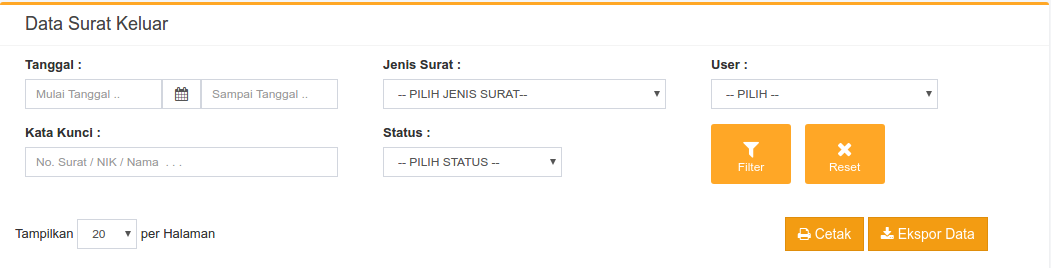 Data Surat Keluar
Tanggal : Jenis Surat : User :
Mulai Tanggal .. Sampai Tanggal .. -- PILIH JENIS SURAT-- -- PILIH --
Kata Kunci : Status :
No. Surat / NIK / Nama . . . -- PILIH STATUS -- Filter Reset
Tampilkan 20 per Halaman Cetak Ekspor Data